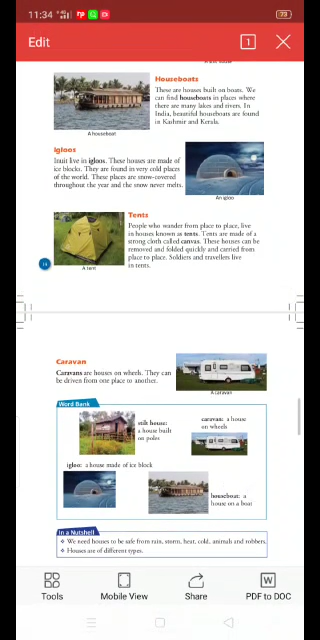 11:34
23
Edit
1
Houseboats
These are houses built on boats. We
can find houseboats in places where
there are many lakes and rivers. In
India, beautiful houseboats are found
in Kashmir and Kerala.
A houseboat
Igloos
Inuit live in igloos. These houses are made of
ice blocks. They are found in very cold places
of the world. These places are snow-covered
throughout the year and the snow never melts.
An igloo
Tents
People who wander from place to place, live
in houses known as tents. Tents are made of a
strong cloth called canvas. These houses can be
removed and folded quickly and carried from
place to place. Soldiers and travellers live
in tents.
A tent
Caravan
Caravans are houses on wheels. They can
be driven from one place to another.
A caravan
Word Bank
stilt house:
a house built
on poles
caravan: a house
on wheels
igloo: a house made of ice block
houseboat: a
house on a boat
In a Nutshell
We need houses to be safe from rain, storm, heat, cold, animals and robbers.
Houses are of different types.
Tools
Mobile View
Share
W
PDF to DOC